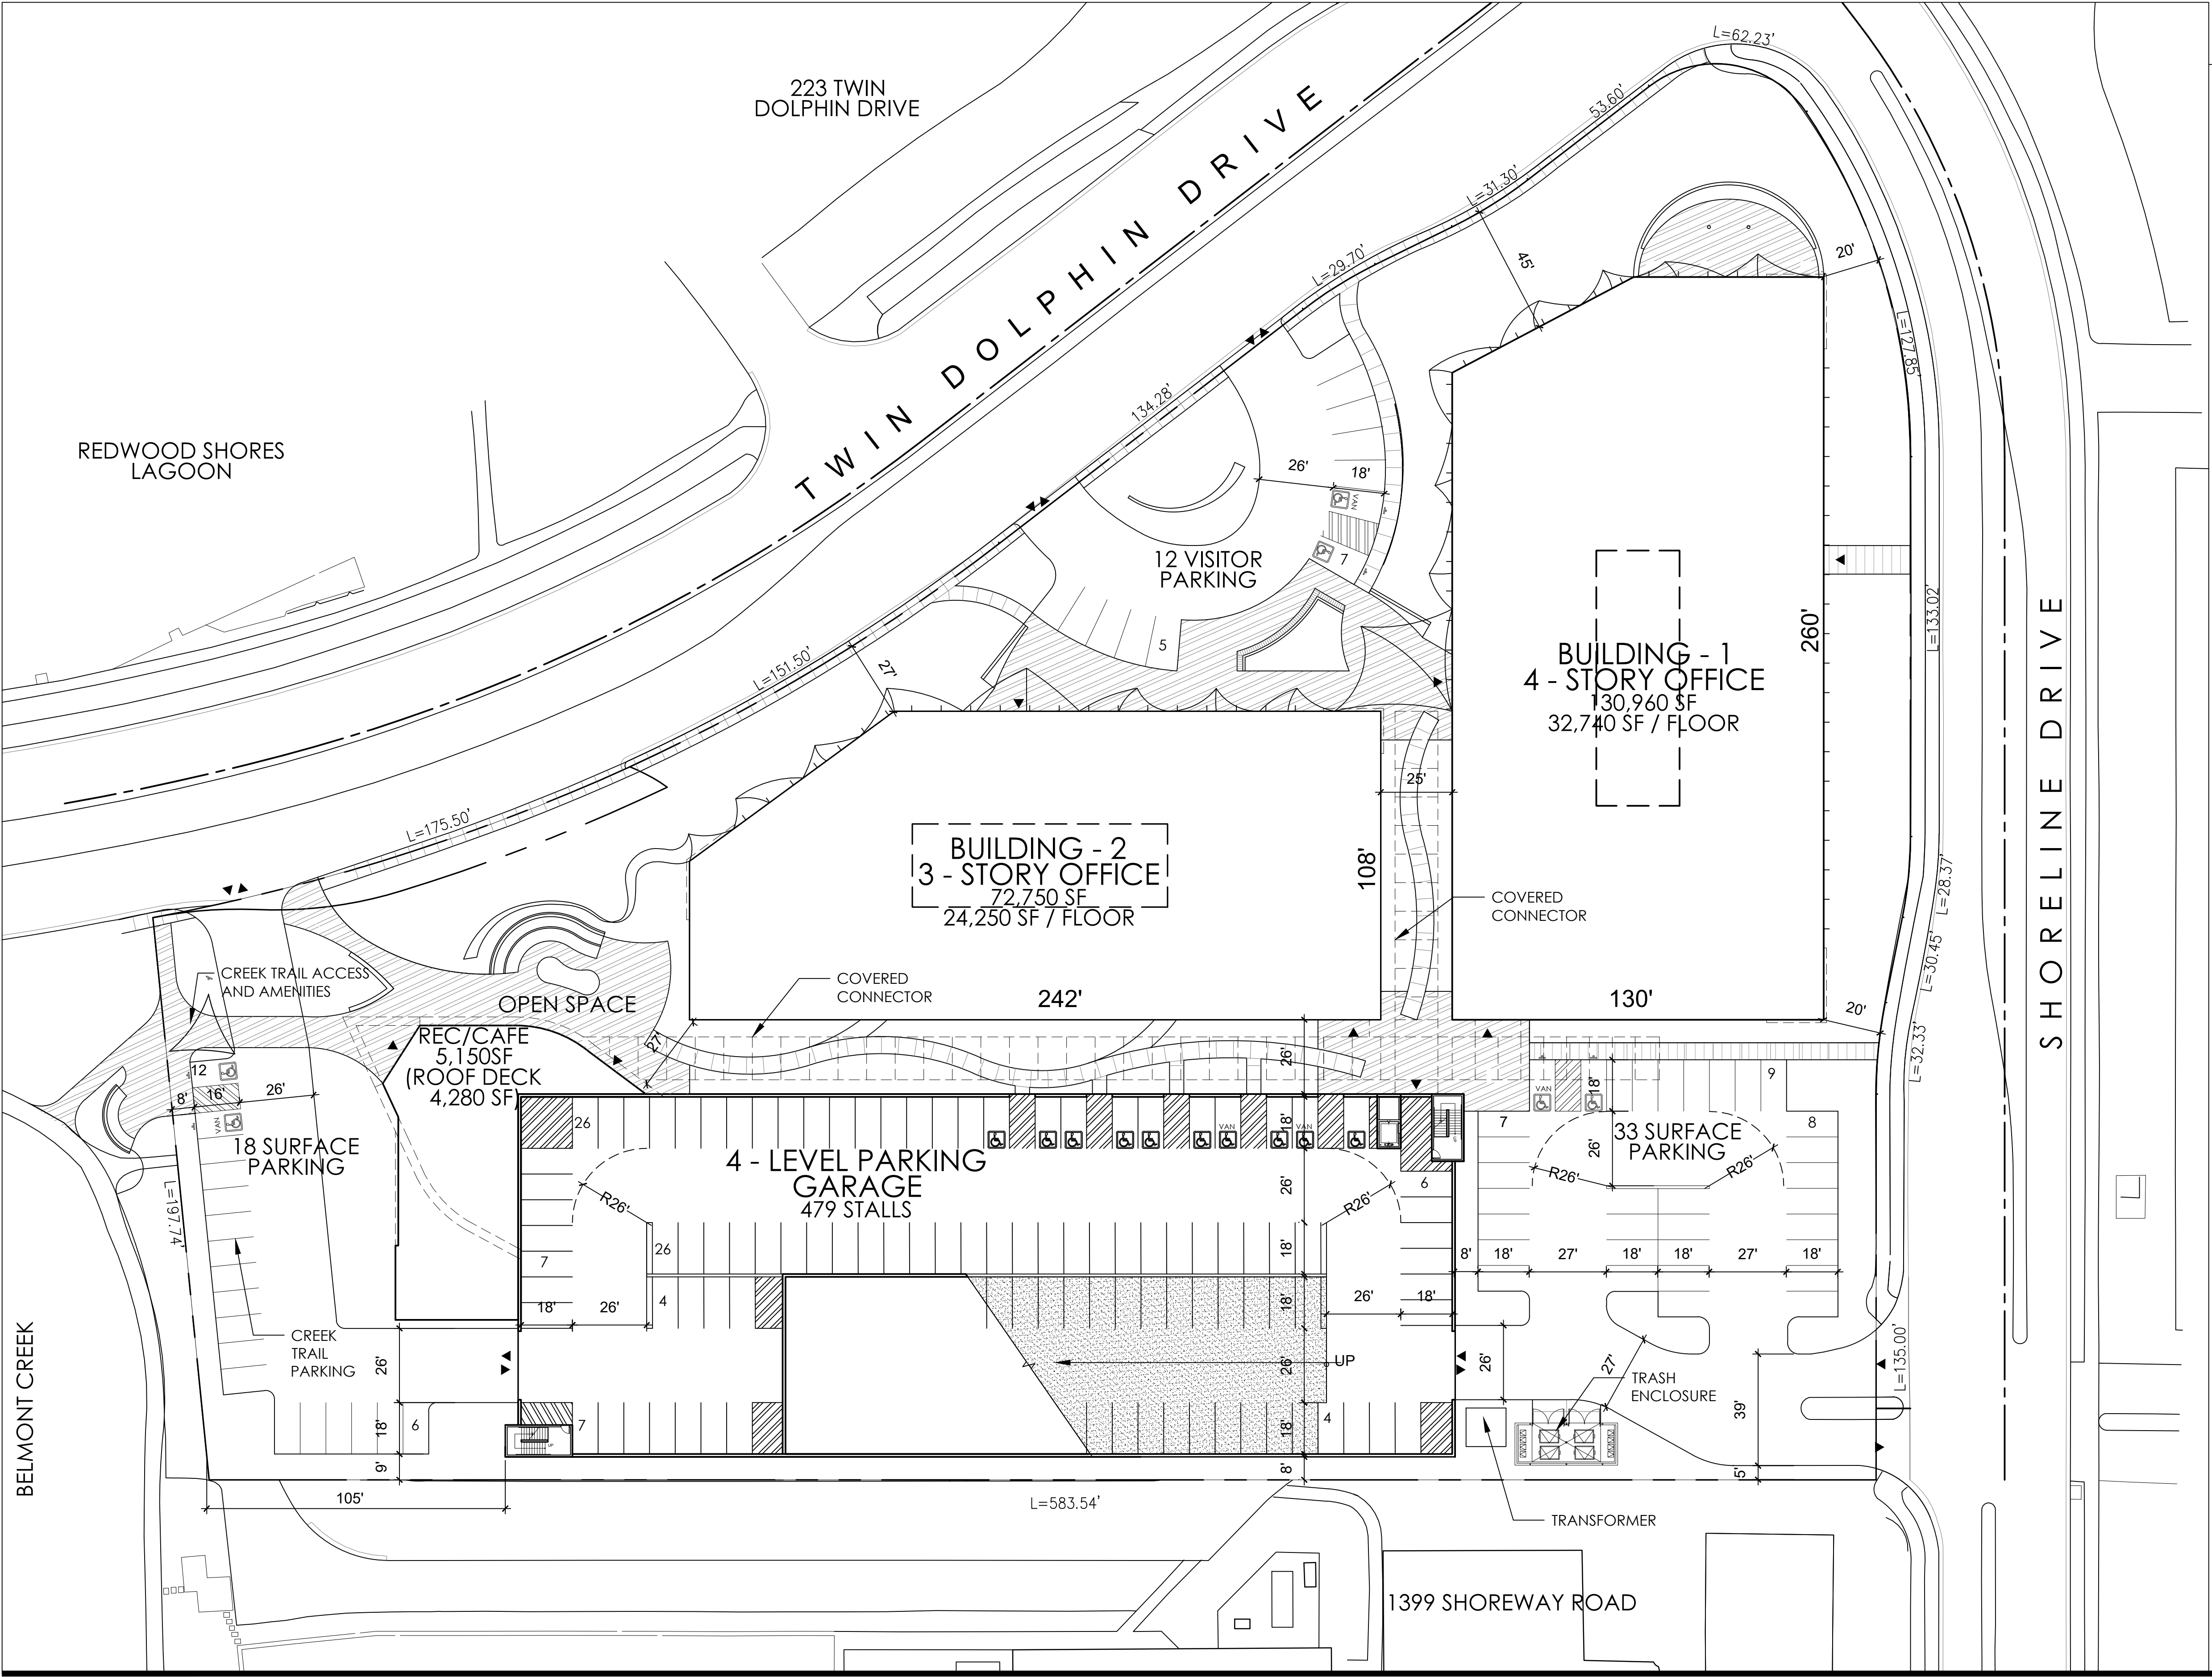 L=62.23'
223 TWIN
DOLPHIN DRIVE
53.60'
TWIN DOLPHIN DRIVE
L=31.30'
L=29.70'
45'
20'
L=127.85'
134.28'
REDWOOD SHORES
LAGOON
26'
18'
VAN
12 VISITOR
PARKING
7
5
L=133.02'
SHORELINE DRIVE
260'
BUILDING - 1
4 - STORY OFFICE
130,960 SF
32,740 SF / FLOOR
L=151.50'
27'
25'
L=175.50'
BUILDING - 2
3 - STORY OFFICE
72,750 SF
24,250 SF / FLOOR
108'
COVERED
CONNECTOR
L=28.37'
L=30.45'
CREEK TRAIL ACCESS
AND AMENITIES
COVERED
CONNECTOR
OPEN SPACE
242'
130'
20'
L=32.33'
REC/CAFE
5,150SF
(ROOF DECK
4,280 SF)
27'
26'
12
8'
16'
26'
VAN
18 SURFACE
PARKING
26
VAN
VAN
18'
VAN
18'
9
7
8
33 SURFACE
PARKING
26'
R26'
R26'
4 - LEVEL PARKING
GARAGE
479 STALLS
R26'
26'
R26'
6
L=197.74'
7
26
18'
8'
18'
27'
18'
18'
27'
18'
18'
26'
4
18'
26'
18'
CREEK
TRAIL
PARKING
26'
UP
26'
26'
27'
TRASH
ENCLOSURE
L=135.00'
BELMONT CREEK
18'
6
7
UP
18'
4
39'
9'
8'
5'
105'
L=583.54'
TRANSFORMER
1399 SHOREWAY ROAD